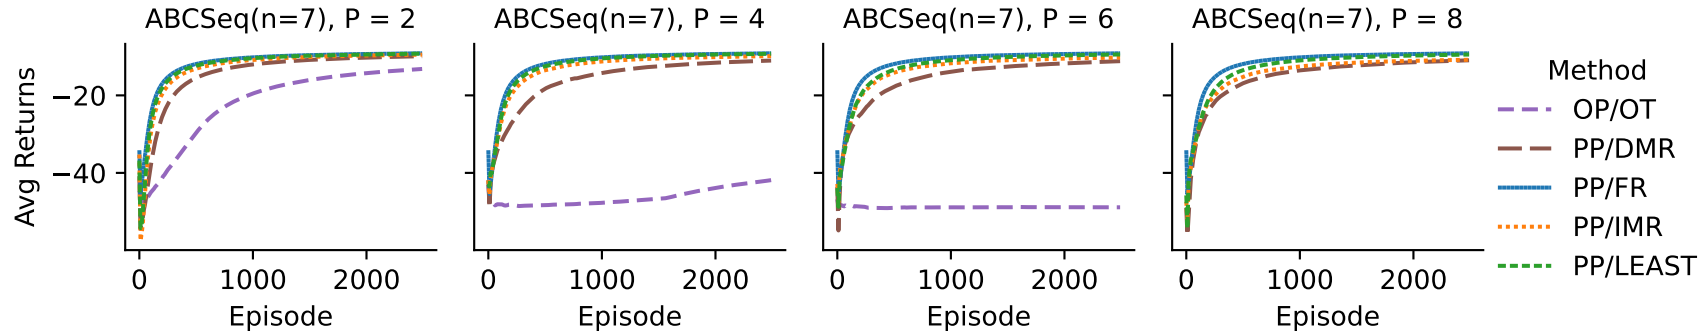 ABCSeq(n=7), P = 2
ABCSeq(n=7), P = 4
ABCSeq(n=7), P = 6
ABCSeq(n=7), P = 8
Avg Returns
−20
−40
0 1000 2000
0 1000 2000
0 1000 2000
0 1000 2000
Episode
Episode
Episode
Episode
Method
OP/OT
PP/DMR
PP/FR
PP/IMR
PP/LEAST